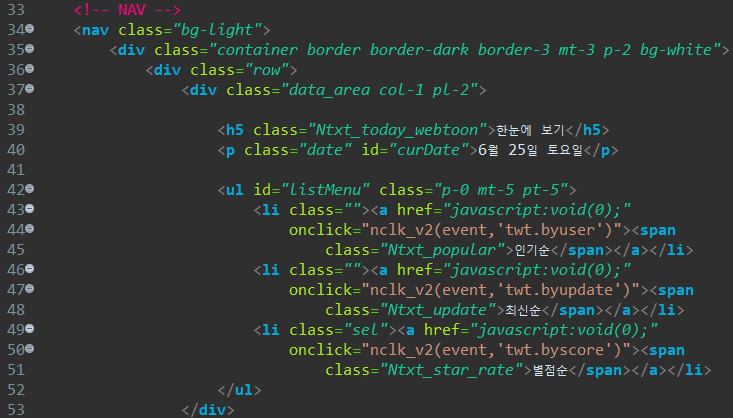 33 <!-- NAV -->
34 <nav class="bg-light">
35 <div class="container border border-dark border-3 mt-3 p-2 bg-white">
36 <div class="row">
37 <div class="data_area col-1 pl-2">
38
39 <h5 class="Ntxt_today_webtoon">한눈에 보기</h5>
40 <p class="date" id="curDate">6월 25일 토요일</p>
41
42 <ul id="listMenu" class="p-0 mt-5 pt-5">
43 <li class=""><a href="javascript:void(0);"
44 onclick="nclk_v2(event,'twt.byuser')"><span
45 class="Ntxt_popular">인기순</span></a></li>
46 <li class=""><a href="javascript:void(0);"
47 onclick="nclk_v2(event,'twt.byupdate')"><span
48 class="Ntxt_update">최신순</span></a></li>
49 <li class="sel"><a href="javascript:void(0);"
50 onclick="nclk_v2(event,'twt.byscore')"><span
51 class="Ntxt_star_rate">별점순</span></a></li>
52 </ul>
53 </div>